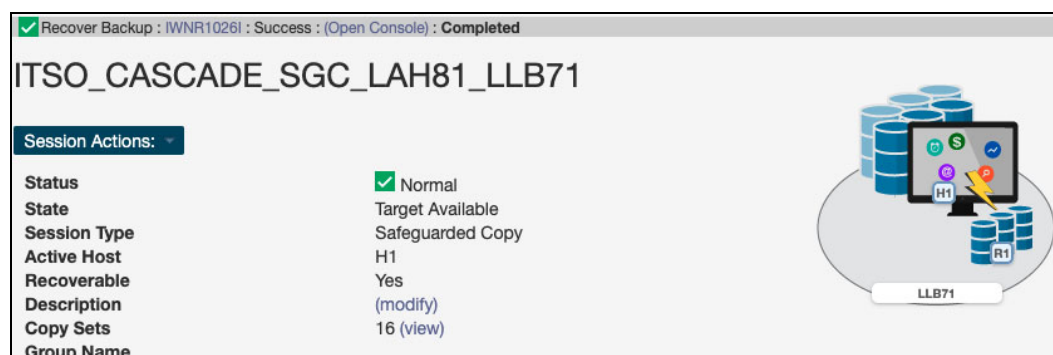 Recover Backup : IWNR1026I : Success : (Open Console) : Completed
ITSO_CASCADE_SGC_LAH81_LLB71
Session Actions:
Status Normal
State Target Available
Session Type Safeguarded Copy
Active Host H1
Recoverable Yes
Description (modify)
Copy Sets 16 (view)
Group Name
$
@
H1
R1
LLB71